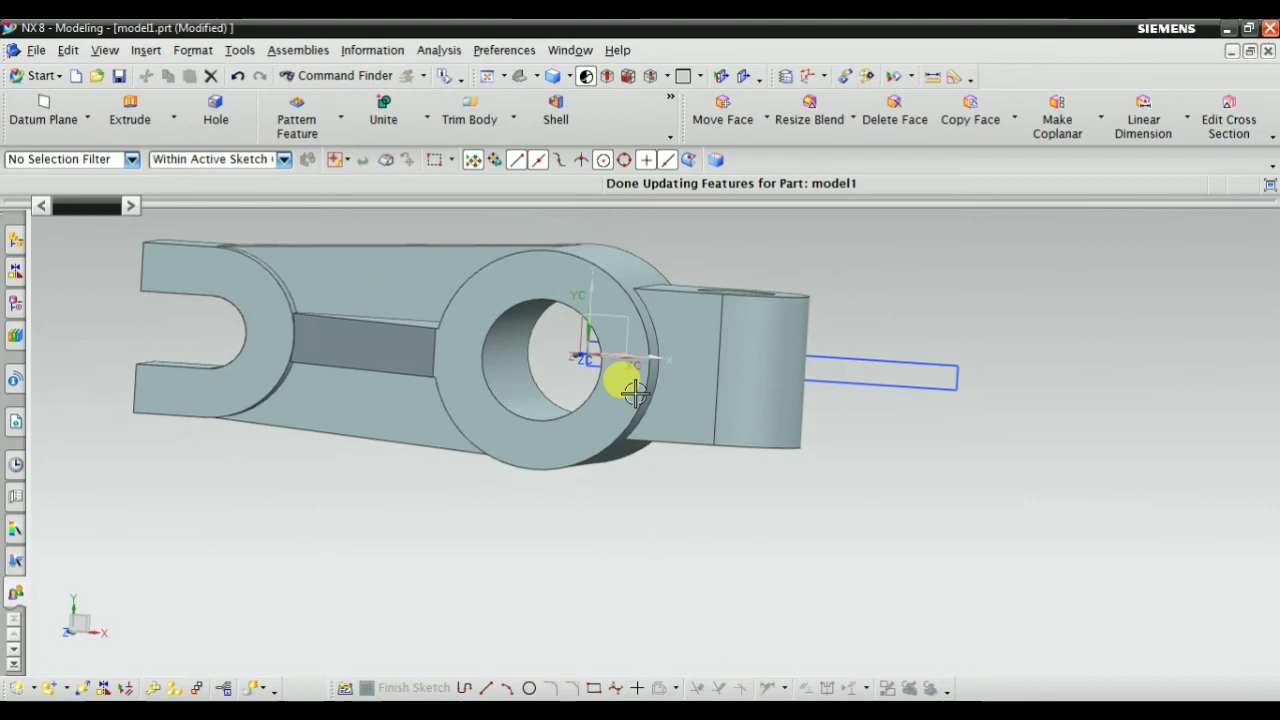 NX 8 - Modeling - [model1.prt (Modified) ]
SIEMENS
File Edit View Insert Format Tools Assemblies Information Analysis Preferences Window Help
Start Command Finder
Datum Plane Extrude Hole Pattern Feature Unite Trim Body Shell Move Face Resize Blend Delete Face Copy Face Make Coplanar Linear Dimension Edit Cross Section
No Selection Filter Within Active Sketch
Done Updating Features for Part: model1
YC
ZC
XC
X
Y
Z
X
Finish Sketch